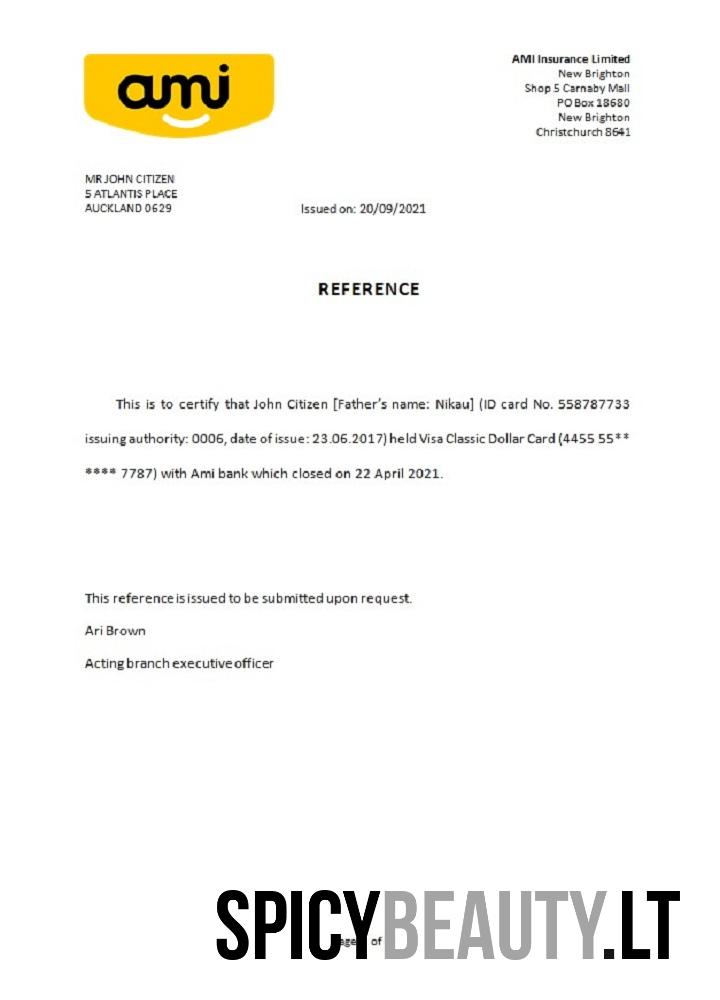 ami
AMI Insurance Limited
New Brighton
Shop 5 Carnaby Mall
PO Box 18680
New Brighton
Christchurch 8641
MR JOHN CITIZEN
5 ATLANTIS PLACE
AUCKLAND 0629
Issued on: 20/09/2021
REFERENCE
This is to certify that John Citizen [Father's name: Nikau] (ID card No. 558787733
issuing authority: 0006, date of issue: 23.06.2017) held Visa Classic Dollar Card (4455 55**
**** 7787) with Ami bank which closed on 22 April 2021.
This reference is issued to be submitted upon request.
Ari Brown
Acting branch executive officer
of
SPICYBEAUTY.LT